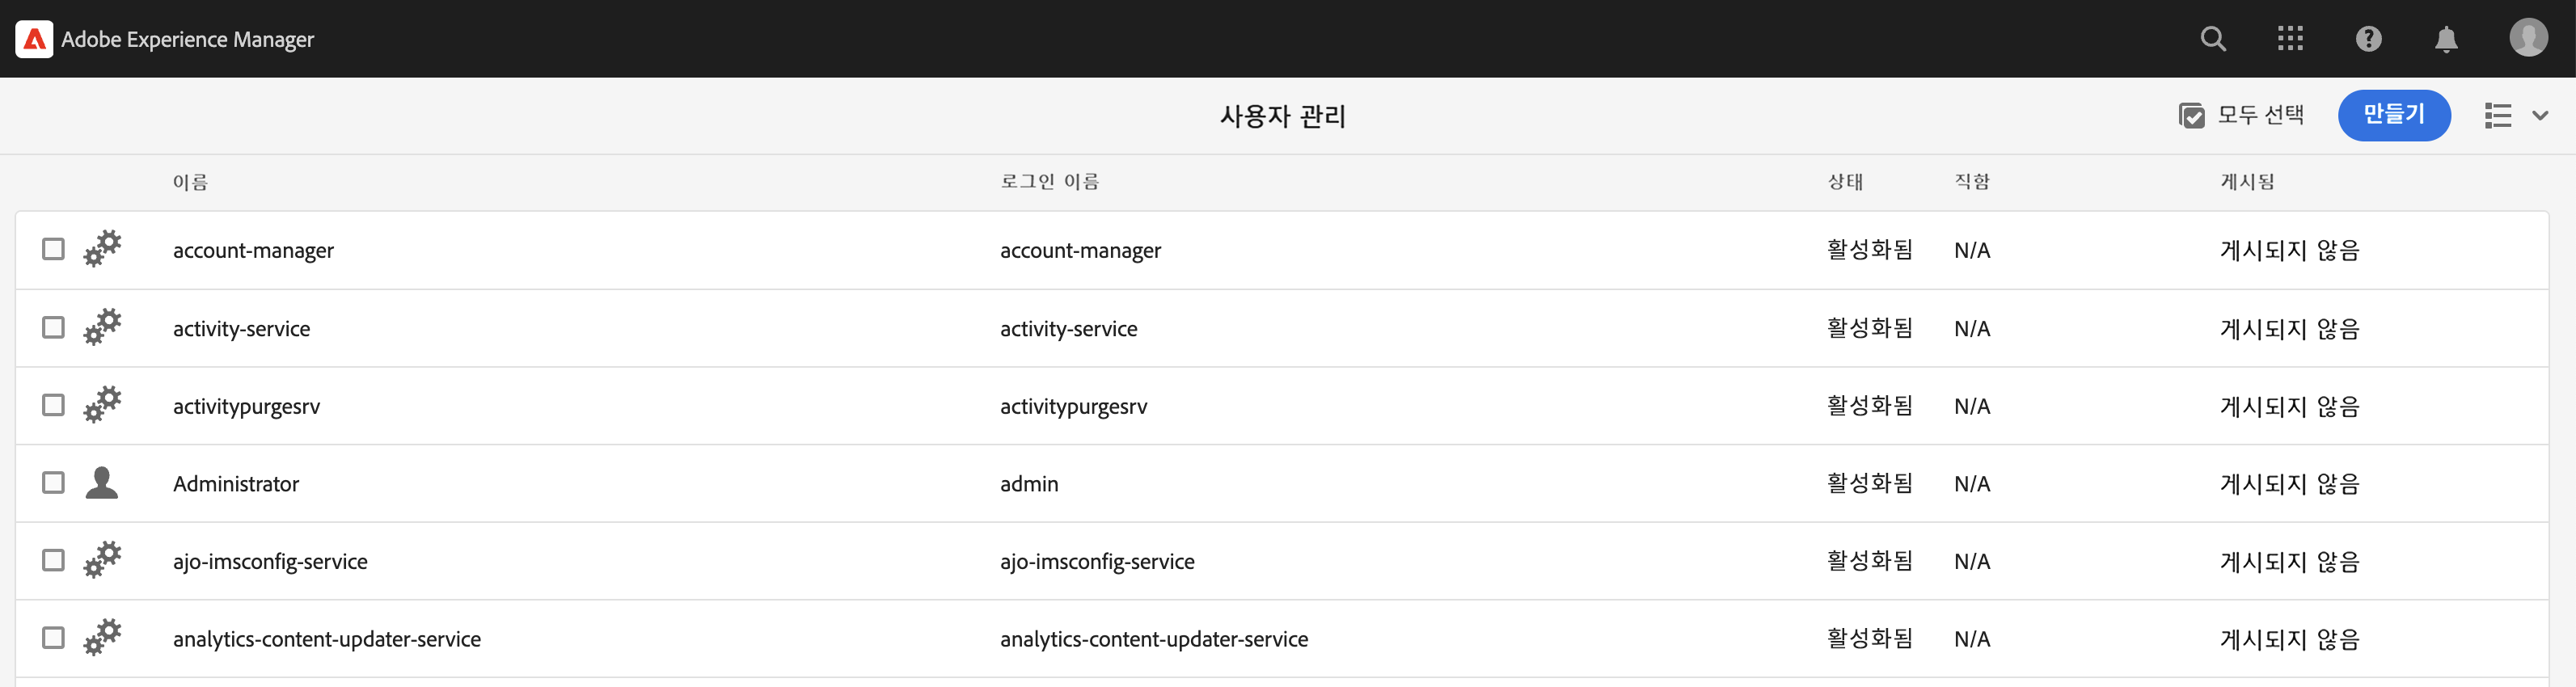 Adobe Experience Manager
사용자 관리
모두 선택
만들기
이름 로그인 이름 상태 직함 게시됨
account-manager account-manager 활성화됨 N/A 게시되지 않음
activity-service activity-service 활성화됨 N/A 게시되지 않음
activitypurgesrv activitypurgesrv 활성화됨 N/A 게시되지 않음
Administrator admin 활성화됨 N/A 게시되지 않음
ajo-imsconfig-service ajo-imsconfig-service 활성화됨 N/A 게시되지 않음
analytics-content-updater-service analytics-content-updater-service 활성화됨 N/A 게시되지 않음